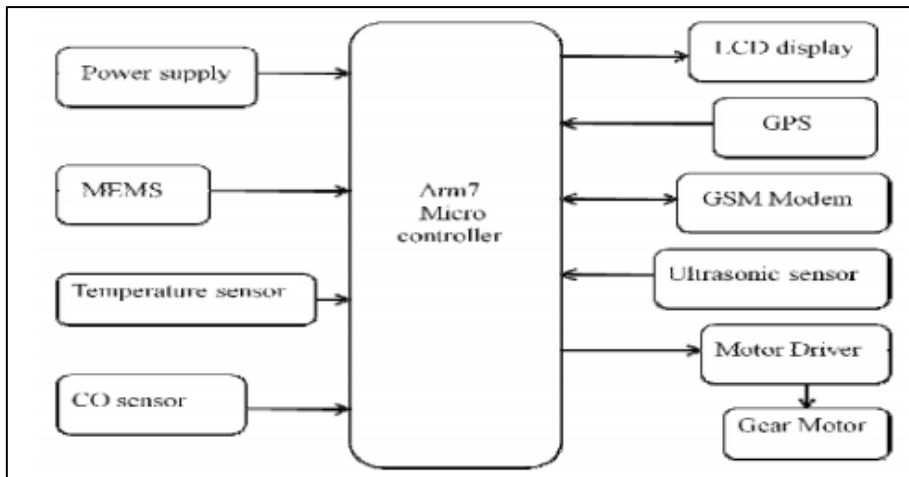 Power supply
MEMS
Temperature sensor
CO sensor
Arm7
Micro
controller
LCD display
GPS
GSM Modem
Ultrasonic sensor
Motor Driver
Gear Motor